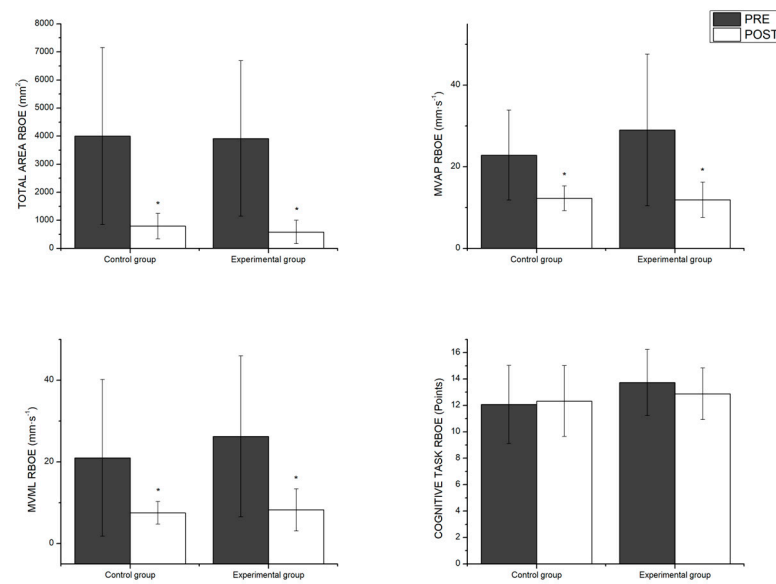 PRE
POST
TOTAL AREA RBOE (mm²)
8000
7000
6000
5000
4000
3000
2000
1000
0
*
*
Control group
Experimental group
MVAP RBOE (mm·s⁻¹)
40
20
0
*
*
Control group
Experimental group
MVML RBOE (mm·s⁻¹)
40
20
0
*
*
Control group
Experimental group
COGNITIVE TASK RBOE (Points)
16
14
12
10
8
6
4
2
0
Control group
Experimental group